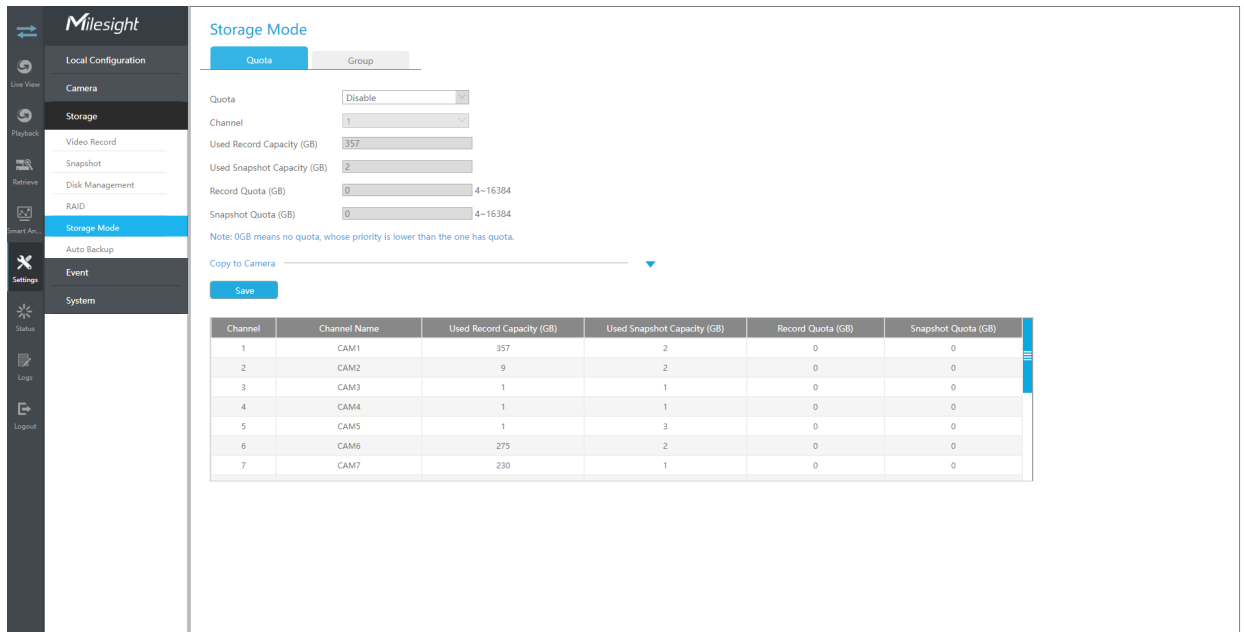 Milesight
Live View
Playback
Retrieve
Smart An...
Settings
Status
Logs
Logout
Local Configuration
Camera
Storage
Video Record
Snapshot
Disk Management
RAID
Storage Mode
Auto Backup
Event
System
Storage Mode
Quota Group
Quota Disable
Channel 1
Used Record Capacity (GB) 357
Used Snapshot Capacity (GB) 2
Record Quota (GB) 0 4~16384
Snapshot Quota (GB) 0 4~16384
Note: 0GB means no quota, whose priority is lower than the one has quota.
Copy to Camera
Save
Channel Channel Name Used Record Capacity (GB) Used Snapshot Capacity (GB) Record Quota (GB) Snapshot Quota (GB)
1 CAM1 357 2 0 0
2 CAM2 9 2 0 0
3 CAM3 1 1 0 0
4 CAM4 1 1 0 0
5 CAM5 1 3 0 0
6 CAM6 275 2 0 0
7 CAM7 230 1 0 0